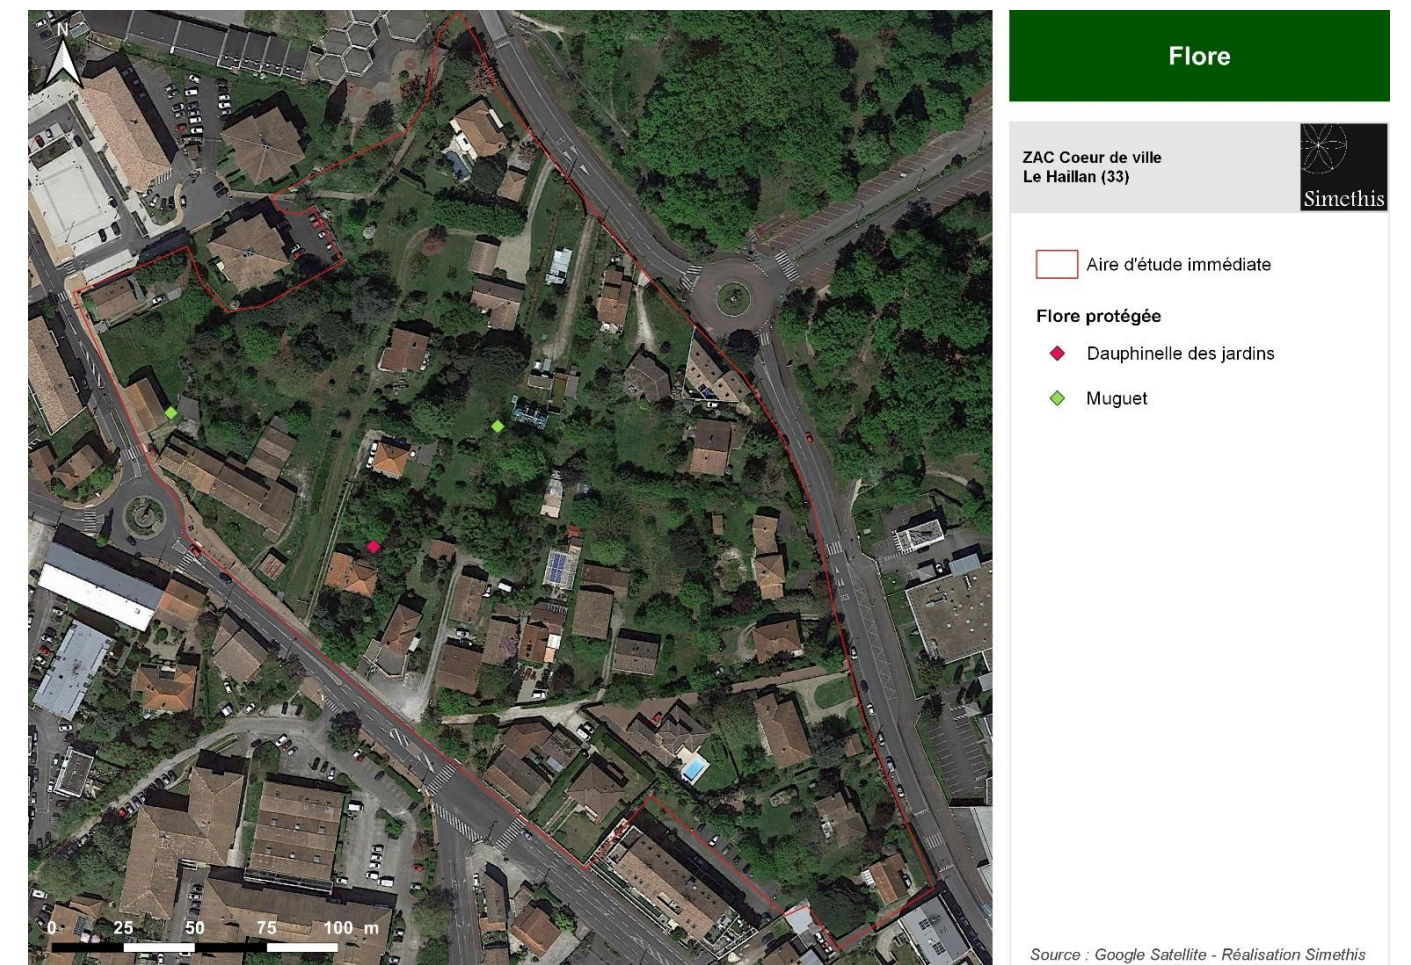 N
Flore
ZAC Coeur de ville
Le Haillan (33)
Simethis
Aire d'étude immédiate
Flore protégée
Dauphinelle des jardins
Muguet
0 25 50 75 100 m
Source : Google Satellite - Réalisation Simethis